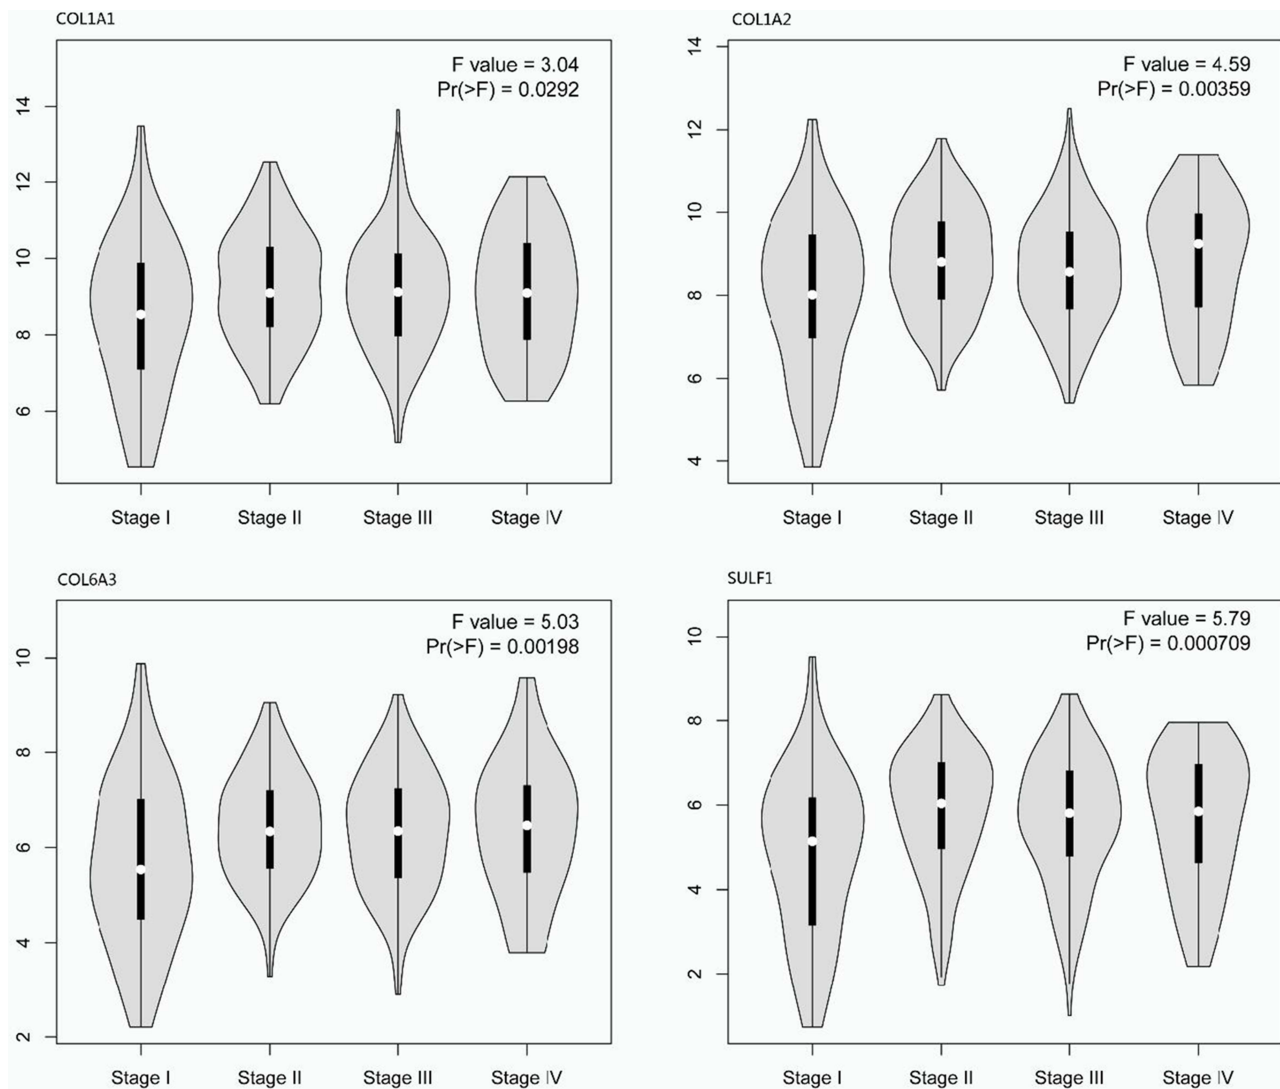 COL1A1
F value = 3.04
Pr(>F) = 0.0292
14
12
10
8
6
Stage I
Stage II
Stage III
Stage IV
COL1A2
F value = 4.59
Pr(>F) = 0.00359
14
12
10
8
6
4
Stage I
Stage II
Stage III
Stage IV
COL6A3
F value = 5.03
Pr(>F) = 0.00198
10
8
6
4
2
Stage I
Stage II
Stage III
Stage IV
SULF1
F value = 5.79
Pr(>F) = 0.000709
10
8
6
4
2
Stage I
Stage II
Stage III
Stage IV